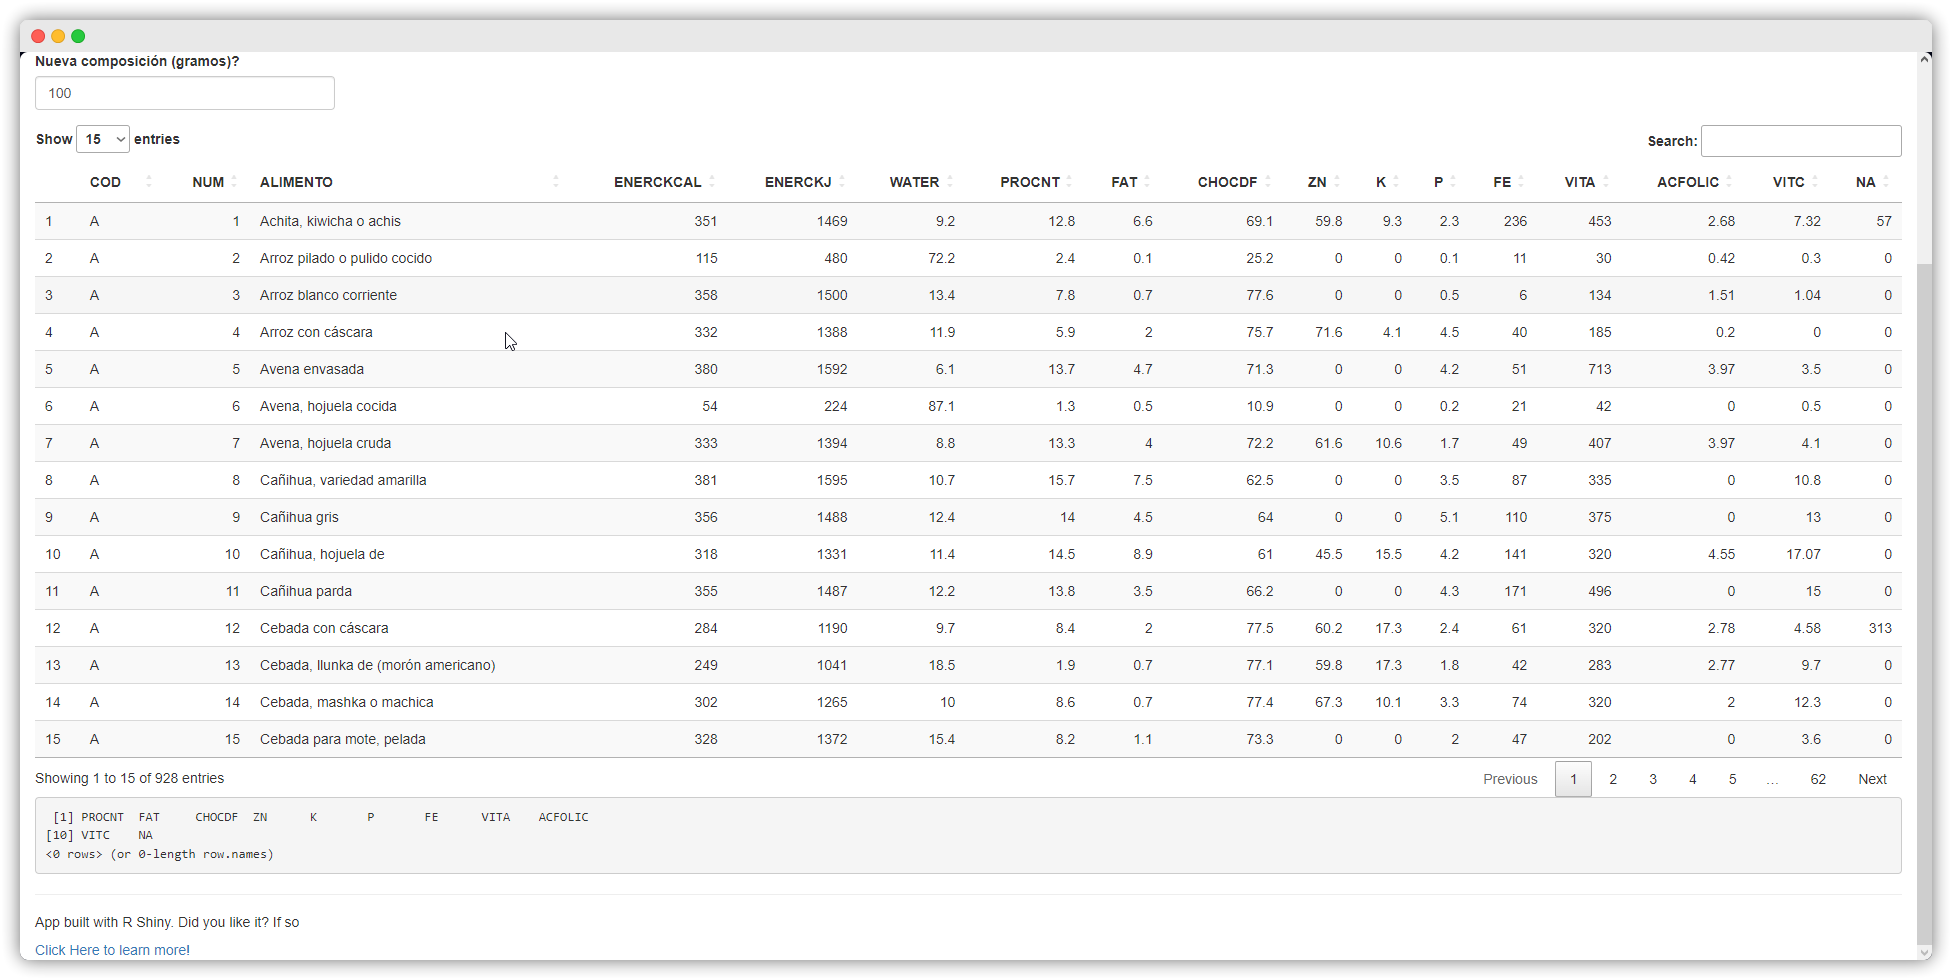 Nueva composición (gramos)?
100
Show 15 entries
Search:
COD NUM ALIMENTO ENERCKCAL ENERCKJ WATER PROCNT FAT CHOCDF ZN K P FE VITA ACFOLIC VITC NA
1 A 1 Achita, kiwicha o achis 351 1469 9.2 12.8 6.6 69.1 59.8 9.3 2.3 236 453 2.68 7.32 57
2 A 2 Arroz pilado o pulido cocido 115 480 72.2 2.4 0.1 25.2 0 0 0.1 11 30 0.42 0.3 0
3 A 3 Arroz blanco corriente 358 1500 13.4 7.8 0.7 77.6 0 0 0.5 6 134 1.51 1.04 0
4 A 4 Arroz con cáscara 332 1388 11.9 5.9 2 75.7 71.6 4.1 4.5 40 185 0.2 0 0
5 A 5 Avena envasada 380 1592 6.1 13.7 4.7 71.3 0 0 4.2 51 713 3.97 3.5 0
6 A 6 Avena, hojuela cocida 54 224 87.1 1.3 0.5 10.9 0 0 0.2 21 42 0 0.5 0
7 A 7 Avena, hojuela cruda 333 1394 8.8 13.3 4 72.2 61.6 10.6 1.7 49 407 3.97 4.1 0
8 A 8 Cañihua, variedad amarilla 381 1595 10.7 15.7 7.5 62.5 0 0 3.5 87 335 0 10.8 0
9 A 9 Cañihua gris 356 1488 12.4 14 4.5 64 0 0 5.1 110 375 0 13 0
10 A 10 Cañihua, hojuela de 318 1331 11.4 14.5 8.9 61 45.5 15.5 4.2 141 320 4.55 17.07 0
11 A 11 Cañihua parda 355 1487 12.2 13.8 3.5 66.2 0 0 4.3 171 496 0 15 0
12 A 12 Cebada con cáscara 284 1190 9.7 8.4 2 77.5 60.2 17.3 2.4 61 320 2.78 4.58 313
13 A 13 Cebada, llunka de (morón americano) 249 1041 18.5 1.9 0.7 77.1 59.8 17.3 1.8 42 283 2.77 9.7 0
14 A 14 Cebada, mashka o machica 302 1265 10 8.6 0.7 77.4 67.3 10.1 3.3 74 320 2 12.3 0
15 A 15 Cebada para mote, pelada 328 1372 15.4 8.2 1.1 73.3 0 0 2 47 202 0 3.6 0
Showing 1 to 15 of 928 entries
Previous 1 2 3 4 5 … 62 Next
[1] PROCNT FAT CHOCDF ZN K P FE VITA ACFOLIC
[10] VITC NA
<0 rows> (or 0-length row.names)
App built with R Shiny. Did you like it? If so
Click Here to learn more!